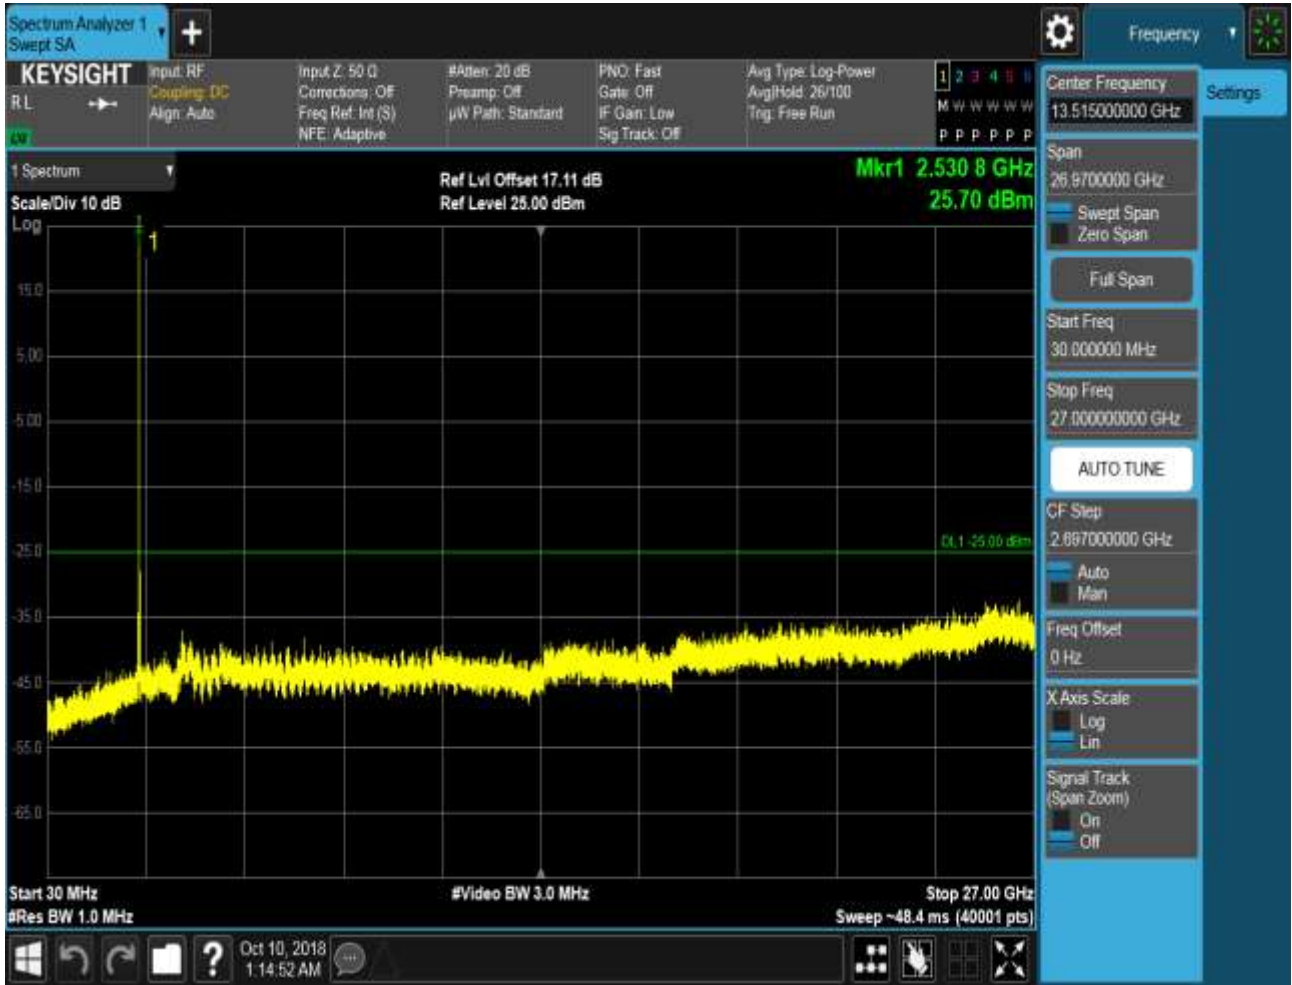 Spectrum Analyzer 1
Swept SA
Frequency
KEYSIGHT
R L
Input: RF
Coupling: DC
Align: Auto
Input Z: 50 Ω
Corrections: Off
Freq Ref: Int (S)
NFE: Adaptive
#Atten: 20 dB
Preamp: Off
µW Path: Standard
PNO: Fast
Gate: Off
IF Gain: Low
Sig Track: Off
Avg Type: Log-Power
Avg|Hold: 26/100
Trig: Free Run
1 2 3 4 5 6
M W W W W W
P P P P P P
1 Spectrum
Scale/Div 10 dB
Log
Ref Lvl Offset 17.11 dB
Ref Level 25.00 dBm
Mkr1 2.530 8 GHz
25.70 dBm
1
15.0
5.00
-5.00
-15.0
-25.0
DL1 -25.00 dBm
-35.0
-45.0
-55.0
-65.0
Start 30 MHz
#Video BW 3.0 MHz
Stop 27.00 GHz
#Res BW 1.0 MHz
Sweep ~48.4 ms (40001 pts)
Center Frequency
13.515000000 GHz
Settings
Span
26.9700000 GHz
Swept Span
Zero Span
Full Span
Start Freq
30.000000 MHz
Stop Freq
27.000000000 GHz
AUTO TUNE
CF Step
2.697000000 GHz
Auto
Man
Freq Offset
0 Hz
X Axis Scale
Log
Lin
Signal Track
(Span Zoom)
On
Off
?
Oct 10, 2018
1:14:52 AM